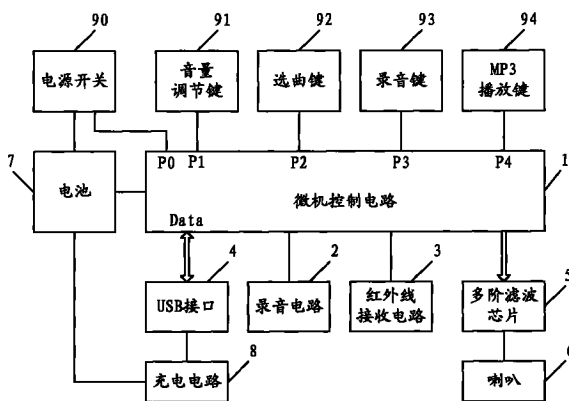 90
91
92
93
94
电源开关
音量
调节键
选曲键
录音键
MP3
播放键
7
电池
P0
P1
P2
P3
P4
1
微机控制电路
Data
4
2
3
5
USB接口
录音电路
红外线
接收电路
多阶滤波
芯片
充电电路
8
喇叭
6